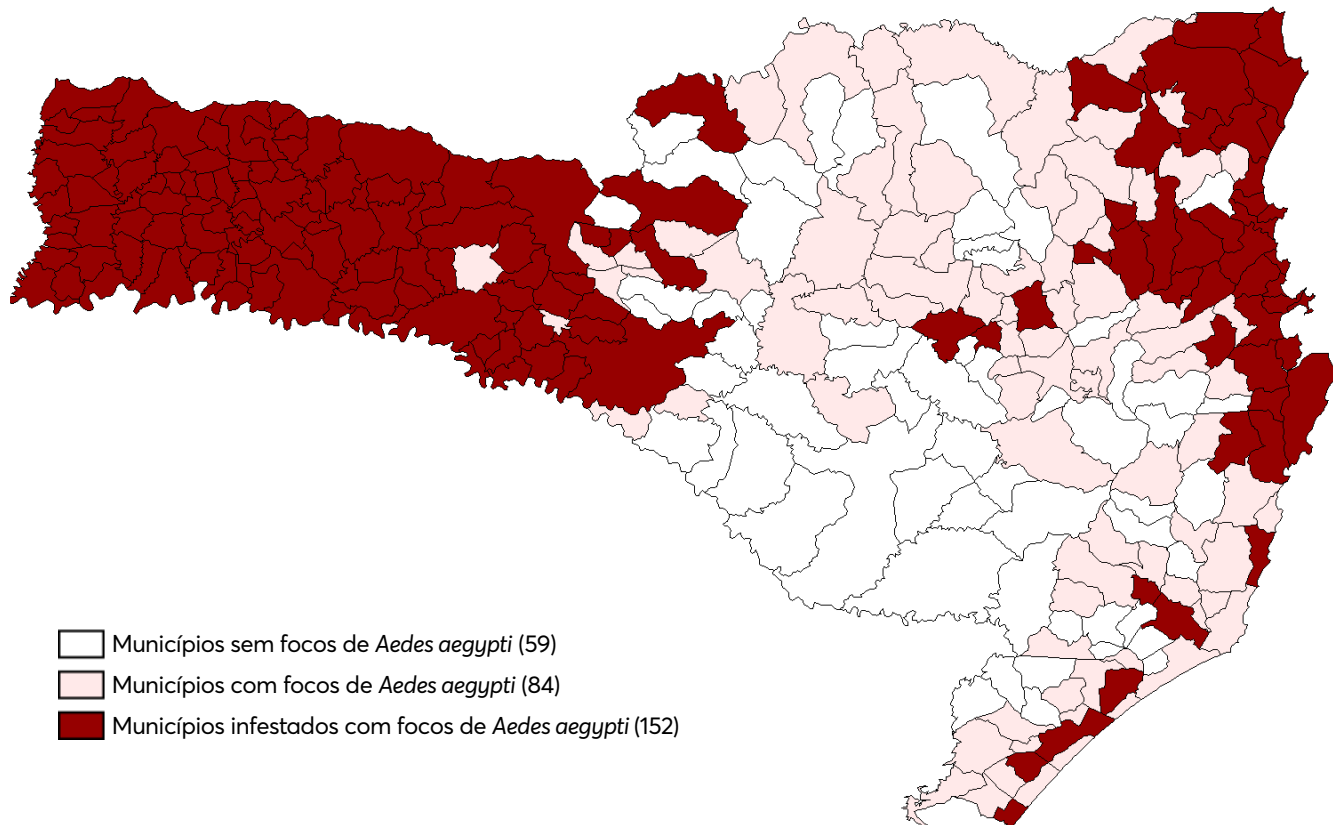 Municípios sem focos de Aedes aegypti (59)
Municípios com focos de Aedes aegypti (84)
Municípios infestados com focos de Aedes aegypti (152)